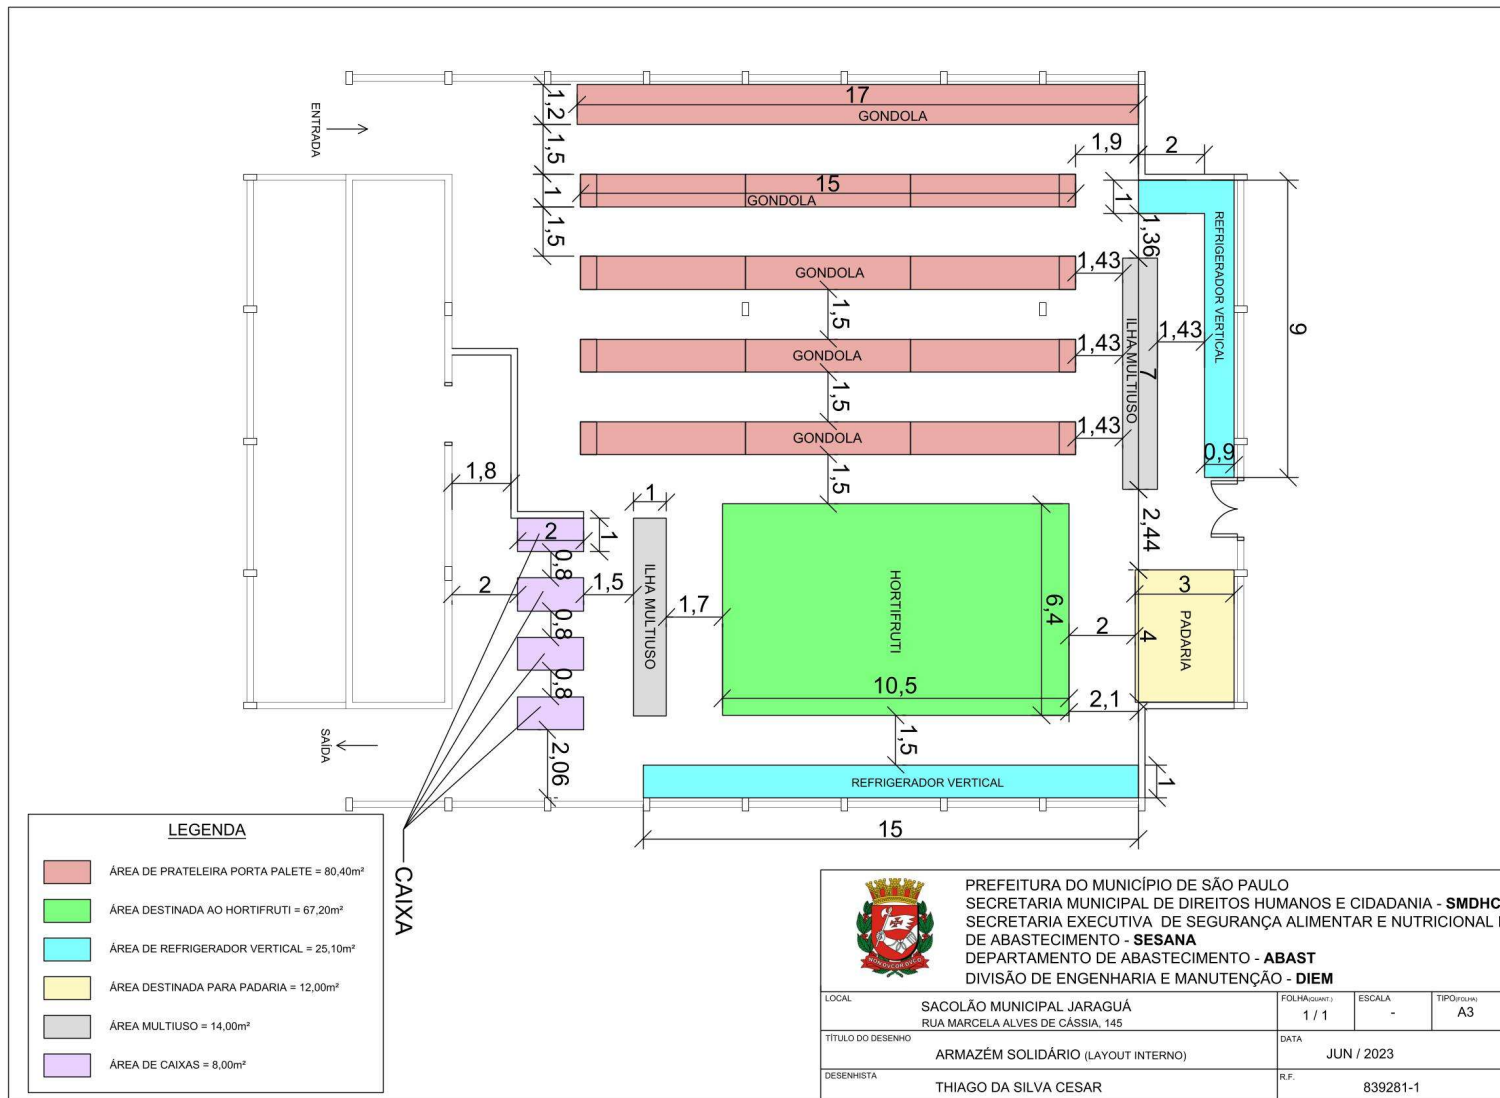 ENTRADA
1,2
17
GONDOLA
1,5
1,9
2
1
15
GONDOLA
1
1,5
1,36
REFRIGERADOR VERTICAL
GONDOLA
1,43
1,5
ILHA MULTIUSO
7
1,43
9
GONDOLA
1,43
1,5
GONDOLA
1,43
0,9
1,5
1,8
1
2
1
2,44
0,8
2
1,5
ILHA MULTIUSO
1,7
HORTIFRUTI
6,4
2
3
4
PADARIA
0,8
0,8
10,5
2,1
SAÍDA
2,06
1,5
REFRIGERADOR VERTICAL
1
15
CAIXA
LEGENDA
ÁREA DE PRATELEIRA PORTA PALETE = 80,40m²
ÁREA DESTINADA AO HORTIFRUTI = 67,20m²
ÁREA DE REFRIGERADOR VERTICAL = 25,10m²
ÁREA DESTINADA PARA PADARIA = 12,00m²
ÁREA MULTIUSO = 14,00m²
ÁREA DE CAIXAS = 8,00m²
PREFEITURA DO MUNICÍPIO DE SÃO PAULO
SECRETARIA MUNICIPAL DE DIREITOS HUMANOS E CIDADANIA - SMDHC
SECRETARIA EXECUTIVA DE SEGURANÇA ALIMENTAR E NUTRICIONAL
DE ABASTECIMENTO - SESANA
DEPARTAMENTO DE ABASTECIMENTO - ABAST
DIVISÃO DE ENGENHARIA E MANUTENÇÃO - DIEM
NON DVCOR DVCO
LOCAL
SACOLÃO MUNICIPAL JARAGUÁ
RUA MARCELA ALVES DE CÁSSIA, 145
FOLHA(QUANT.)
1 / 1
ESCALA
-
TIPO(FOLHA)
A3
TÍTULO DO DESENHO
ARMAZÉM SOLIDÁRIO (LAYOUT INTERNO)
DATA
JUN / 2023
DESENHISTA
THIAGO DA SILVA CESAR
R.F.
839281-1